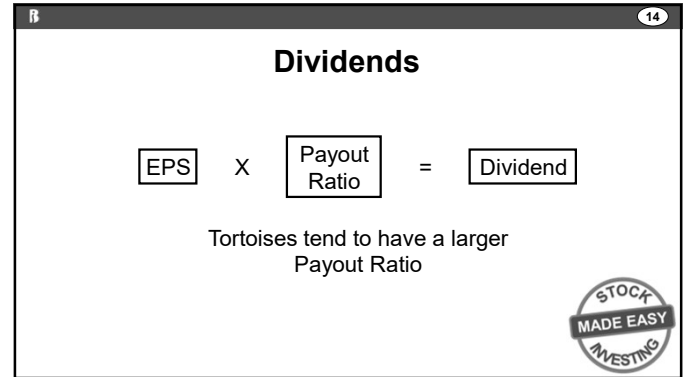 14
Dividends
EPS X Payout Ratio = Dividend
Tortoises tend to have a larger
Payout Ratio
STOCK
MADE EASY
INVESTING